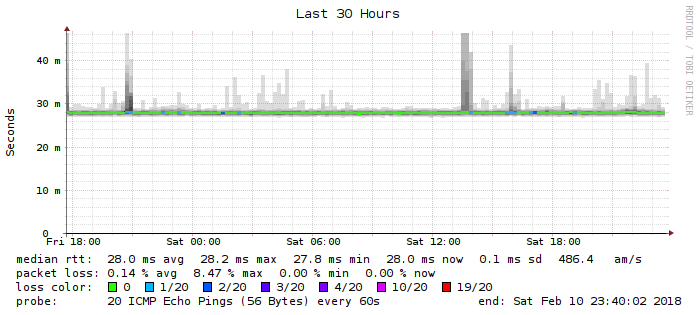 Last 30 Hours
RRDTOOL / TOBI OETIKER
Seconds
40 m
30 m
20 m
10 m
0
Fri 18:00 Sat 00:00 Sat 06:00 Sat 12:00 Sat 18:00
median rtt: 28.0 ms avg 28.2 ms max 27.8 ms min 28.0 ms now 0.1 ms sd 486.4 am/s
packet loss: 0.14 % avg 8.47 % max 0.00 % min 0.00 % now
loss color: 0 1/20 2/20 3/20 4/20 10/20 19/20
probe: 20 ICMP Echo Pings (56 Bytes) every 60s end: Sat Feb 10 23:40:02 2018